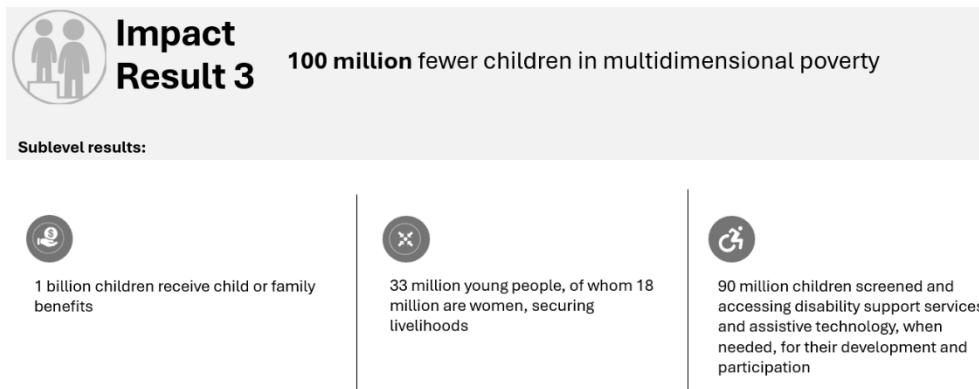 Impact
Result 3
100 million fewer children in multidimensional poverty
Sublevel results:
1 billion children receive child or family
benefits
33 million young people, of whom 18
million are women, securing
livelihoods
90 million children screened and
accessing disability support services
and assistive technology, when
needed, for their development and
participation